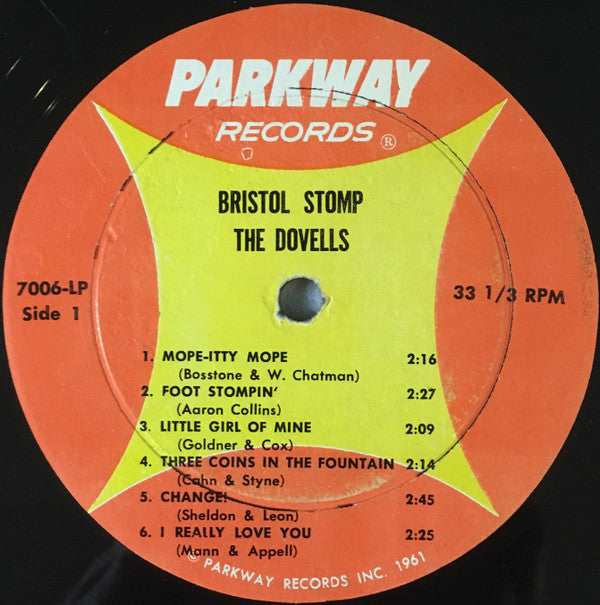 PARKWAY
RECORDS ®
BRISTOL STOMP
THE DOVELLS
7006-LP
Side 1
33 1/3 RPM
1. MOPE-ITTY MOPE 2:16
(Bosstone & W. Chatman)
2. FOOT STOMPIN' 2:27
(Aaron Collins)
3. LITTLE GIRL OF MINE 2:09
(Goldner & Cox)
4. THREE COINS IN THE FOUNTAIN 2:14
(Cahn & Styne)
5. CHANGE! 2:45
(Sheldon & Leon)
6. I REALLY LOVE YOU 2:25
(Mann & Appell)
© PARKWAY RECORDS INC. 1961